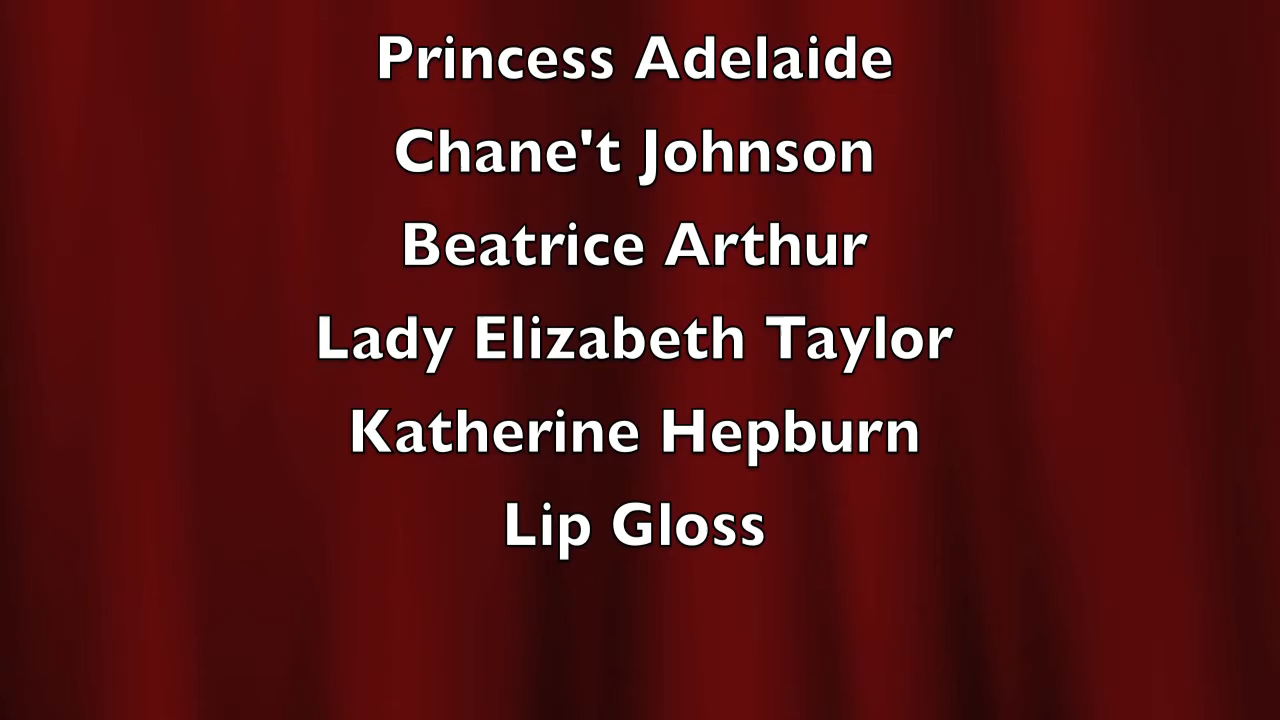 Princess Adelaide
Chane't Johnson
Beatrice Arthur
Lady Elizabeth Taylor
Katherine Hepburn
Lip Gloss